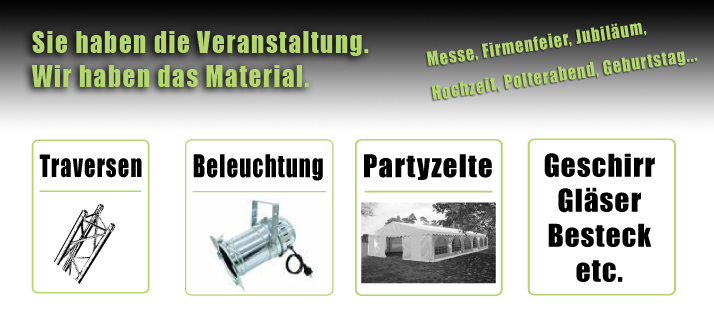 Sie haben die Veranstaltung.
Wir haben das Material.
Messe, Firmenfeier, Jubiläum,
Hochzeit, Polterabend, Geburtstag...
Traversen
Beleuchtung
Partyzelte
Geschirr
Gläser
Besteck
etc.